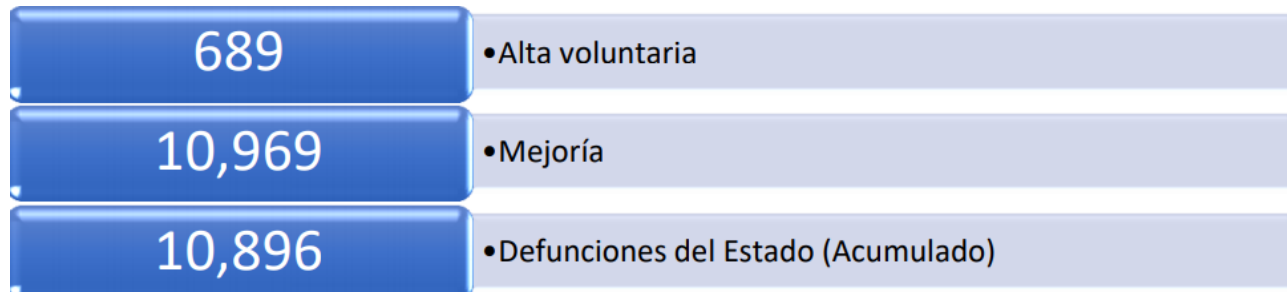 689
•Alta voluntaria
10,969
•Mejoría
10,896
•Defunciones del Estado (Acumulado)